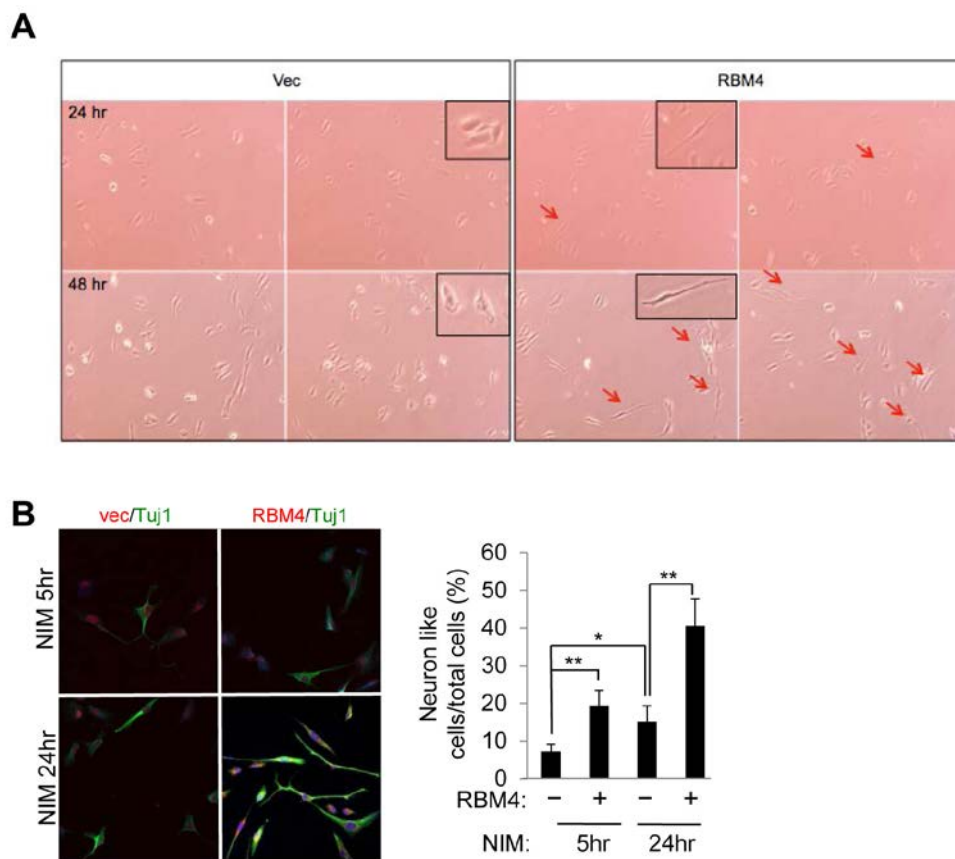 A
Vec
RBM4
24 hr
48 hr
B
vec/Tuj1
RBM4/Tuj1
NIM 5hr
NIM 24hr
Neuron like
cells/total cells (%)
60
50
40
30
20
10
0
*
**
**
RBM4: − + − +
NIM: 5hr 24hr